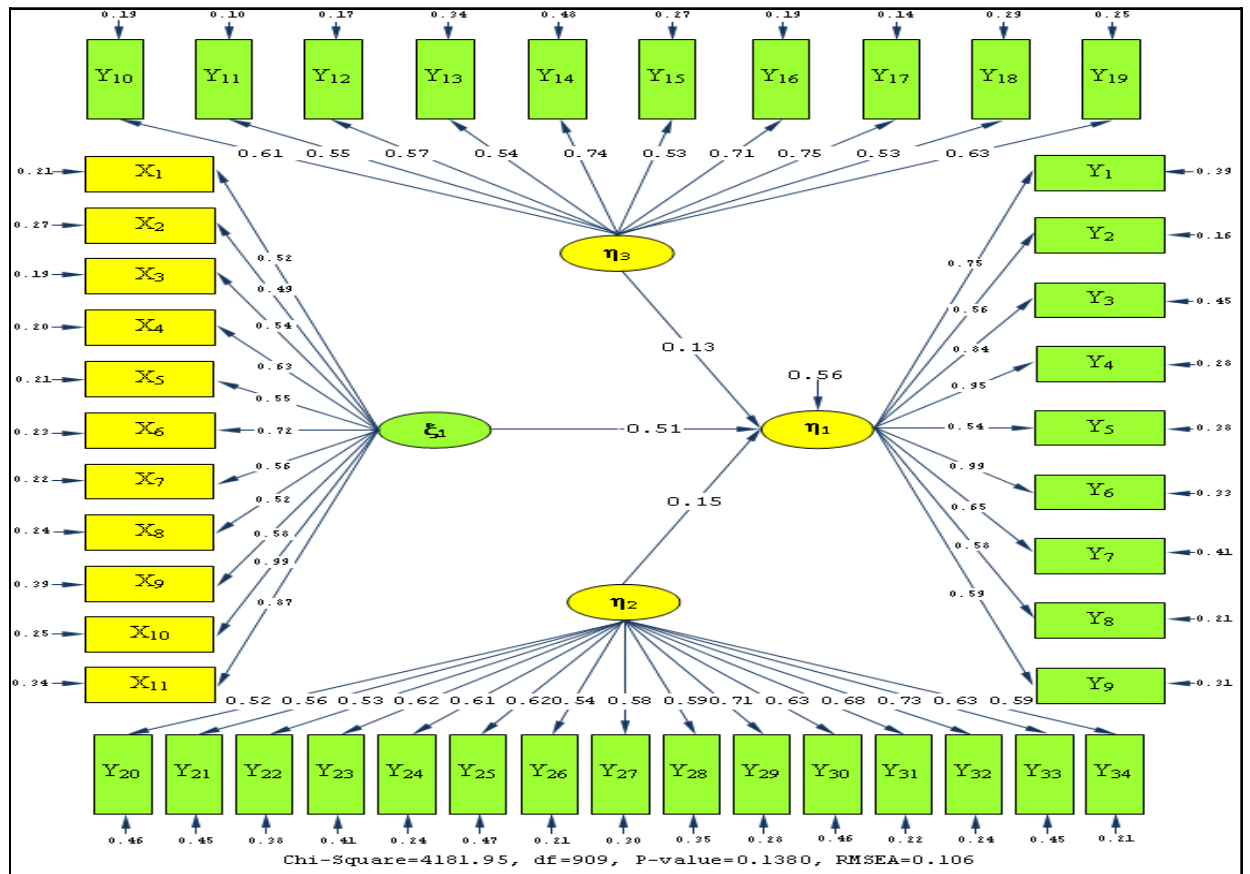 0.19 0.10 0.17 0.34 0.48 0.27 0.19 0.14 0.29 0.25
Y10 Y11 Y12 Y13 Y14 Y15 Y16 Y17 Y18 Y19
0.61 0.55 0.57 0.54 0.74 0.53 0.71 0.75 0.53 0.63
0.21 X1
0.27 X2
0.19 X3
0.20 X4
0.21 X5
0.23 X6
0.22 X7
0.24 X8
0.39 X9
0.25 X10
0.34 X11
0.52
0.49
0.54
0.63
0.55
0.72
0.56
0.52
0.58
0.99
0.87
η3
0.13
0.56
ξ1 0.51 η1
0.15
η2
0.75
0.56
0.84
0.95
0.54
0.99
0.65
0.58
0.59
Y1 0.39
Y2 0.16
Y3 0.45
Y4 0.28
Y5 0.38
Y6 0.33
Y7 0.41
Y8 0.21
Y9 0.31
0.52 0.56 0.53 0.62 0.61 0.62 0.54 0.58 0.59 0.71 0.63 0.68 0.73 0.63 0.59
Y20 Y21 Y22 Y23 Y24 Y25 Y26 Y27 Y28 Y29 Y30 Y31 Y32 Y33 Y34
0.46 0.45 0.38 0.41 0.24 0.47 0.21 0.30 0.35 0.28 0.46 0.22 0.24 0.45 0.21
Chi-Square=4181.95, df=909, P-value=0.1380, RMSEA=0.106